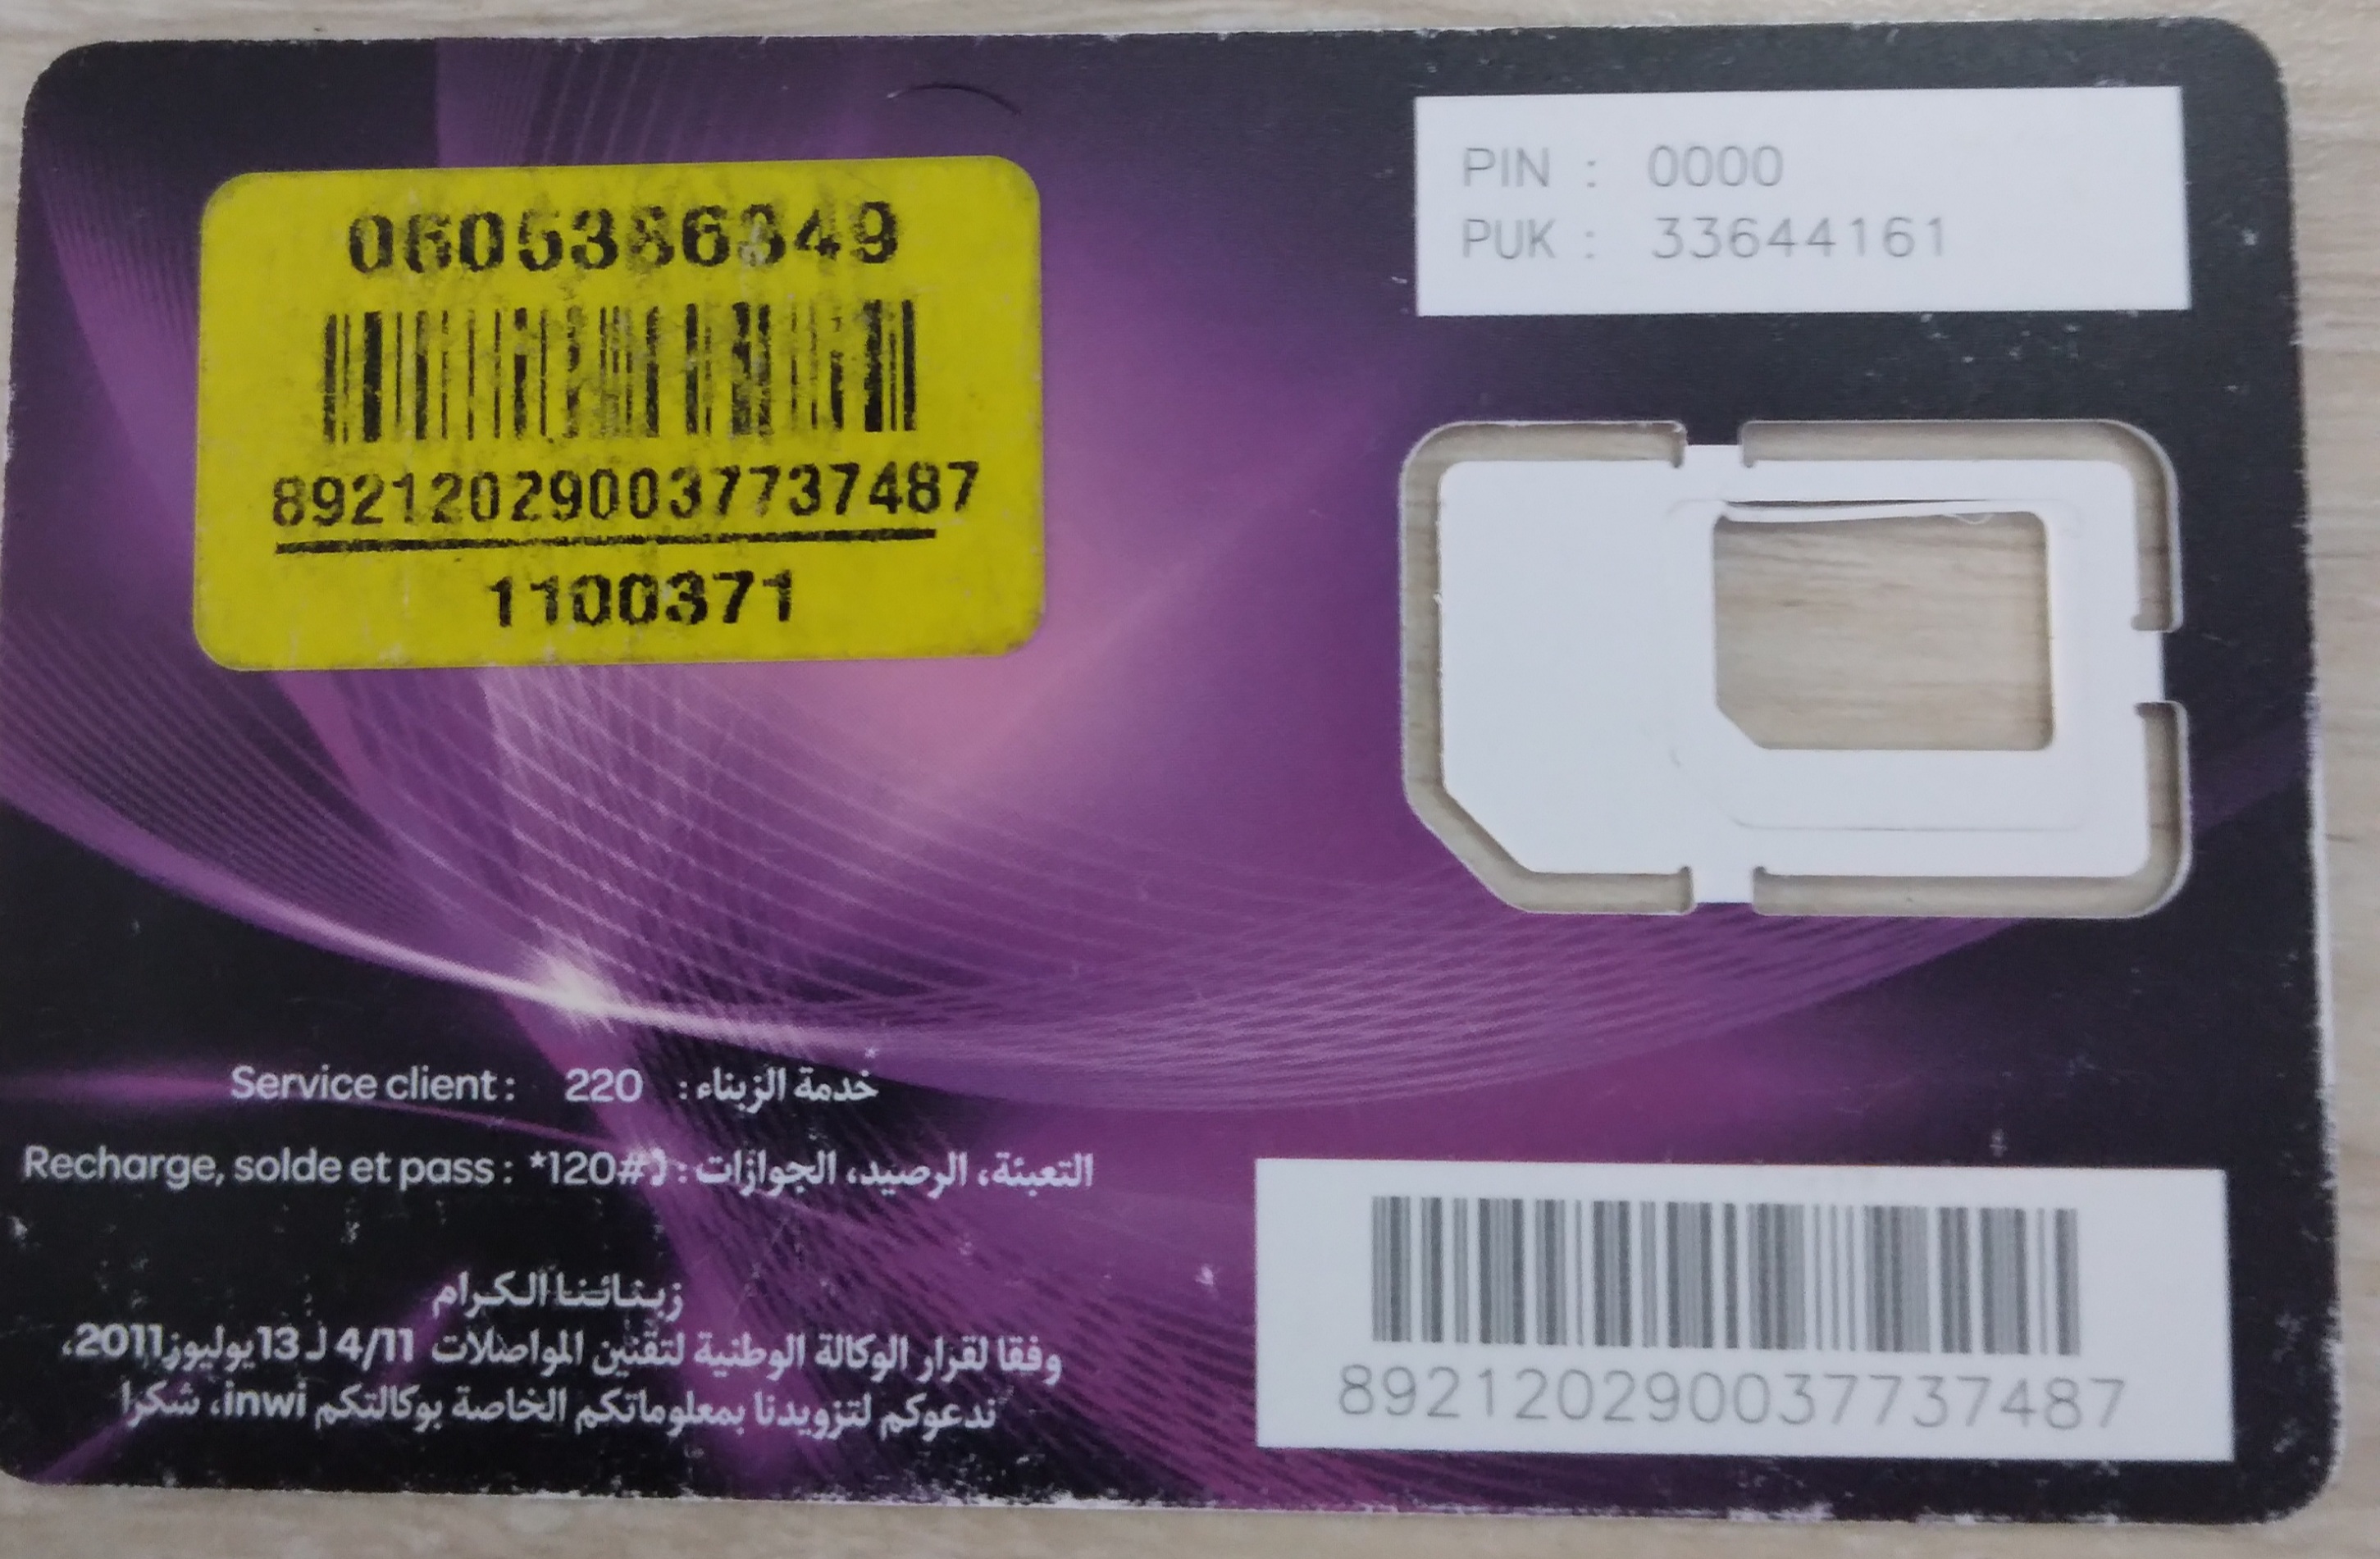 0605386349
892120290037737487
1100371
PIN : 0000
PUK : 33644161
Service client : 220 خدمة الزبناء :
Recharge, solde et pass : *120#) : التعبئة، الرصيد، الجوازات
زبنائنا الكرام
وفقا لقرار الوكالة الوطنية لتقنين المواصلات 4/11 لـ 13 يوليوز 2011،
ندعوكم لتزويدنا بمعلوماتكم الخاصة بوكالتكم inwi، شكرا
892120290037737487